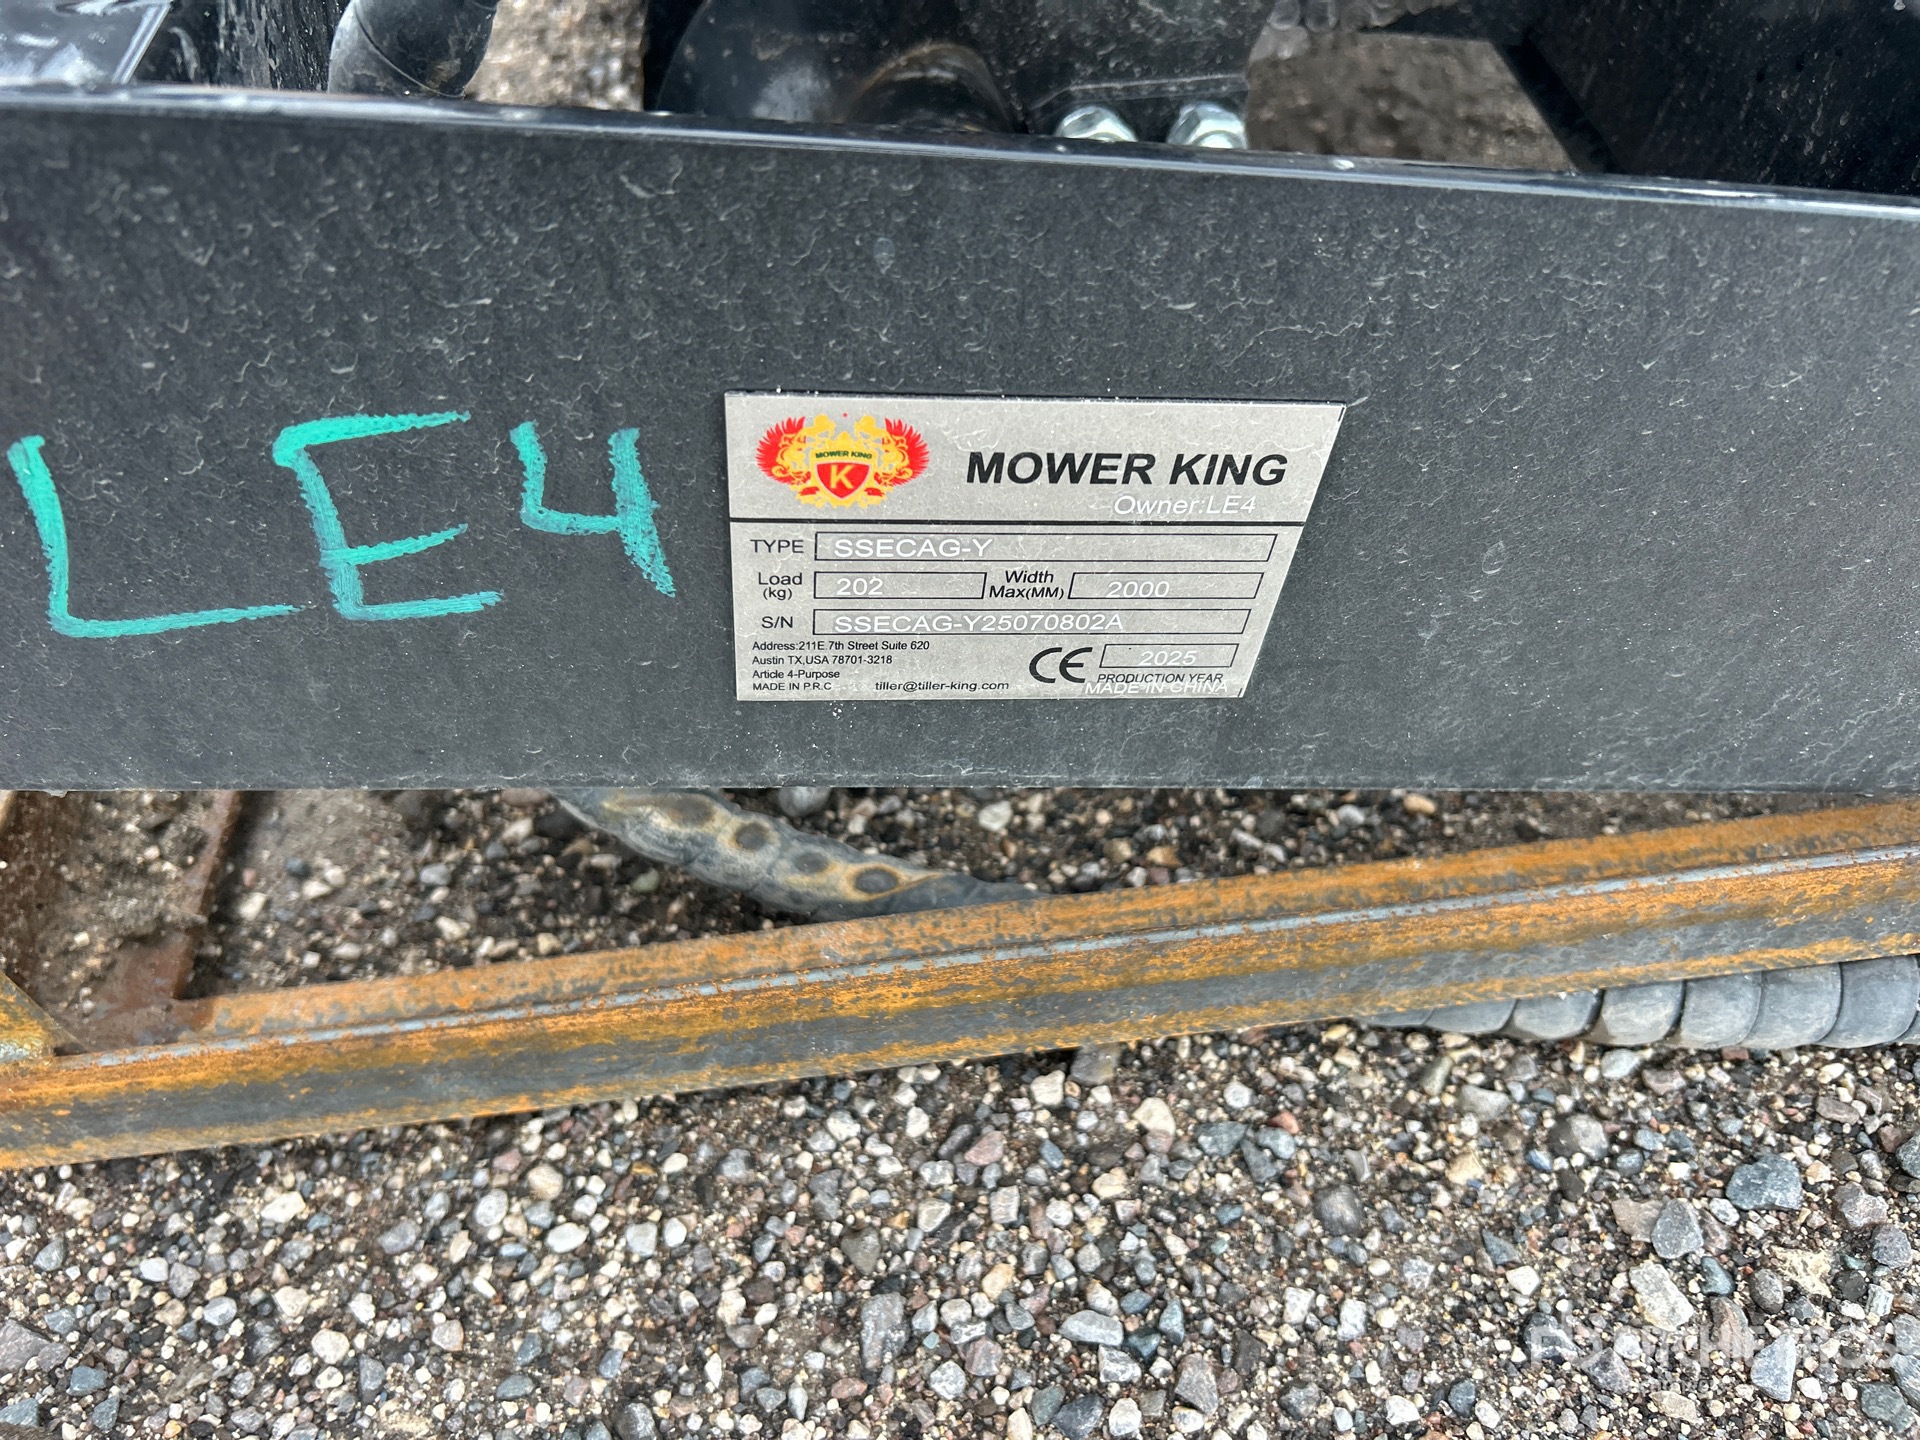 LE4
MOWER KING
K
MOWER KING
Owner:LE4
TYPE SSECAG-Y
Load (kg) 202 Width Max(MM) 2000
S/N SSECAG-Y25070802A
Address:211E 7th Street Suite 620
Austin TX,USA 78701-3218
Article 4-Purpose
MADE IN P.R.C tiller@tiller-king.com
CE 2025
PRODUCTION YEAR
MADE IN CHINA